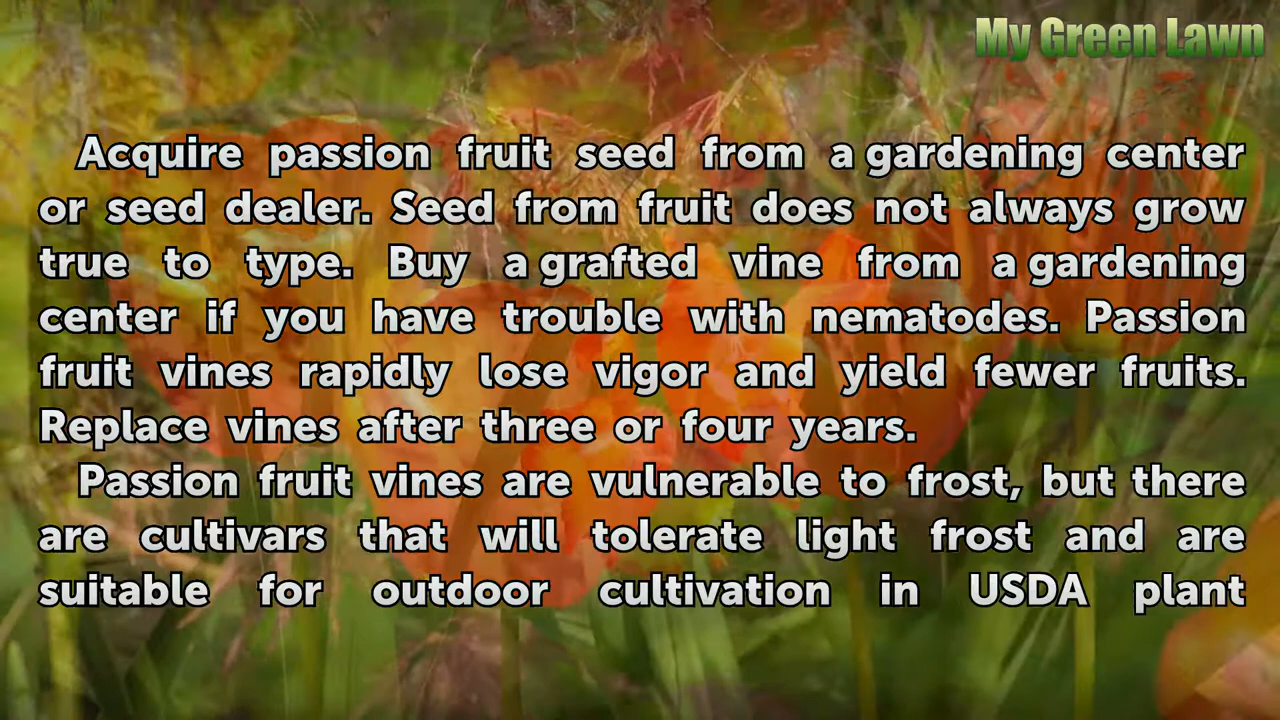 My Green Lawn
Acquire passion fruit seed from a gardening center
or seed dealer. Seed from fruit does not always grow
true to type. Buy a grafted vine from a gardening
center if you have trouble with nematodes. Passion
fruit vines rapidly lose vigor and yield fewer fruits.
Replace vines after three or four years.
Passion fruit vines are vulnerable to frost, but there
are cultivars that will tolerate light frost and are
suitable for outdoor cultivation in USDA plant